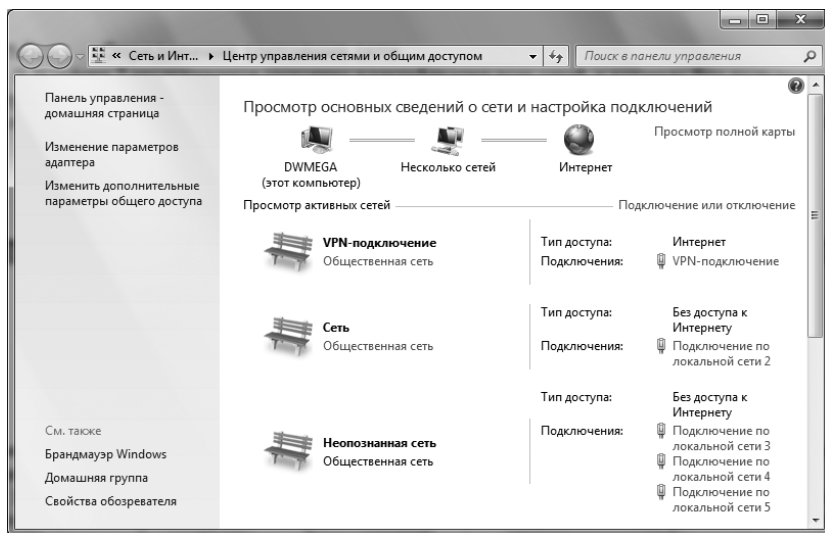 « Сеть и Инт... ▸ Центр управления сетями и общим доступом
Поиск в панели управления
Панель управления -
домашняя страница
Изменение параметров
адаптера
Изменить дополнительные
параметры общего доступа
См. также
Брандмауэр Windows
Домашняя группа
Свойства обозревателя
Просмотр основных сведений о сети и настройка подключений
Просмотр полной карты
DWMEGA
(этот компьютер)
Несколько сетей
Интернет
Просмотр активных сетей
Подключение или отключение
VPN-подключение
Общественная сеть
Тип доступа: Интернет
Подключения: VPN-подключение
Сеть
Общественная сеть
Тип доступа: Без доступа к
Интернету
Подключения: Подключение по
локальной сети 2
Неопознанная сеть
Общественная сеть
Тип доступа: Без доступа к
Интернету
Подключения: Подключение по
локальной сети 3
Подключение по
локальной сети 4
Подключение по
локальной сети 5